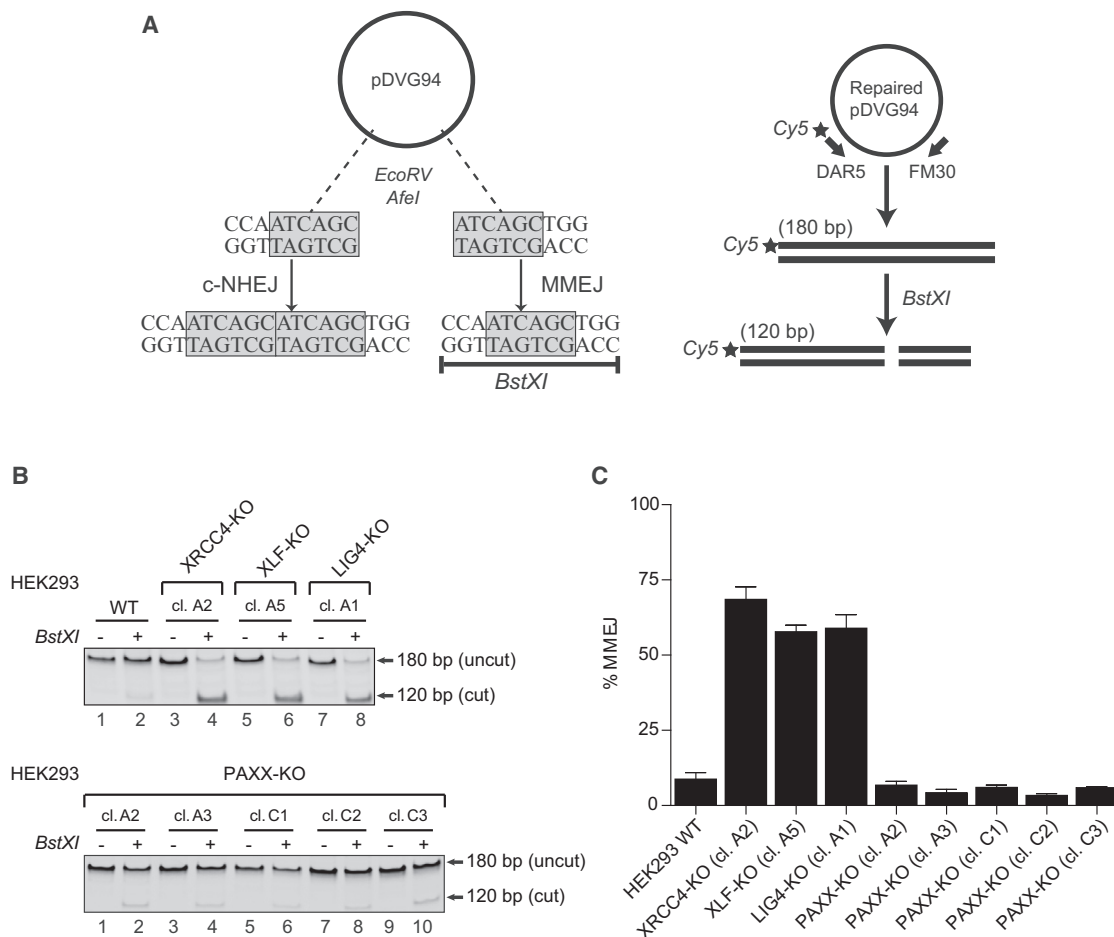 A
pDVG94
EcoRV
AfeI
CCAATCAGC
GGTTAGTCG
ATCAGCTGG
TAGTCGACC
c-NHEJ
MMEJ
CCAATCAGCATCAGCTGG
GGTTAGTCGTAGTCGACC
CCAATCAGCTGG
GGTTAGTCGACC
BstXI
Repaired
pDVG94
Cy5
DAR5
FM30
(180 bp)
Cy5
BstXI
(120 bp)
Cy5
B
XRCC4-KO
XLF-KO
LIG4-KO
HEK293
WT
cl. A2
cl. A5
cl. A1
BstXI - + - + - + - +
180 bp (uncut)
120 bp (cut)
1 2 3 4 5 6 7 8
HEK293
PAXX-KO
cl. A2 cl. A3 cl. C1 cl. C2 cl. C3
BstXI - + - + - + - + - +
180 bp (uncut)
120 bp (cut)
1 2 3 4 5 6 7 8 9 10
C
% MMEJ
100
75
50
25
0
HEK293 WT
XRCC4-KO (cl. A2)
XLF-KO (cl. A5)
LIG4-KO (cl. A1)
PAXX-KO (cl. A2)
PAXX-KO (cl. A3)
PAXX-KO (cl. C1)
PAXX-KO (cl. C2)
PAXX-KO (cl. C3)